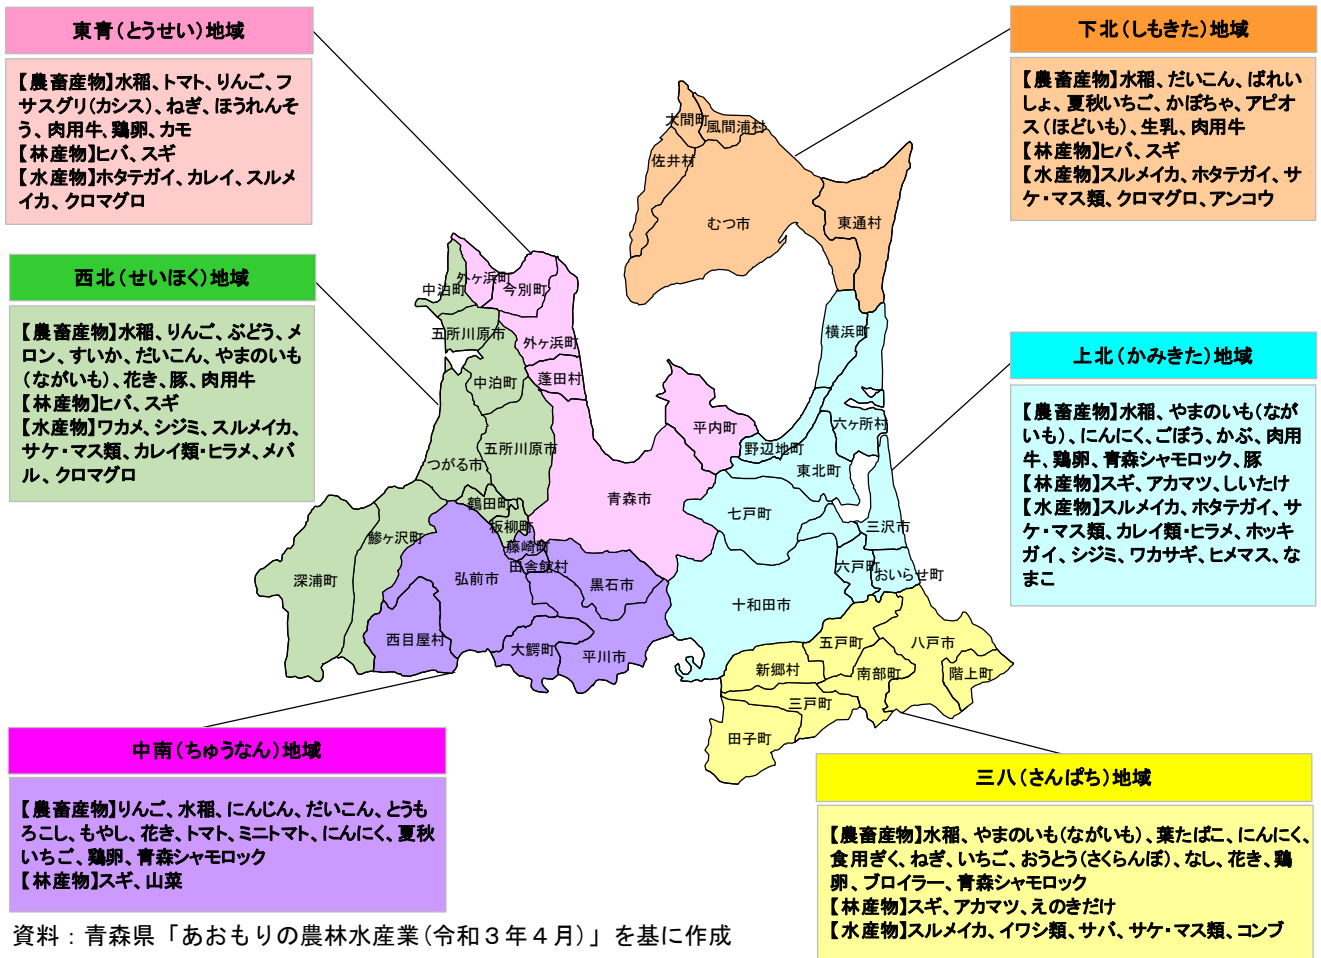 東青(とうせい)地域
【農畜産物】水稲、トマト、りんご、フ
サスグリ(カシス)、ねぎ、ほうれんそ
う、肉用牛、鶏卵、カモ
【林産物】ヒバ、スギ
【水産物】ホタテガイ、カレイ、スルメ
イカ、クロマグロ
下北(しもきた)地域
【農畜産物】水稲、だいこん、ばれい
しょ、夏秋いちご、かぼちゃ、アピオ
ス(ほどいも)、生乳、肉用牛
【林産物】ヒバ、スギ
【水産物】スルメイカ、ホタテガイ、サ
ケ・マス類、クロマグロ、アンコウ
西北(せいほく)地域
【農畜産物】水稲、りんご、ぶどう、メ
ロン、すいか、だいこん、やまのいも
(ながいも)、花き、豚、肉用牛
【林産物】ヒバ、スギ
【水産物】ワカメ、シジミ、スルメイカ、
サケ・マス類、カレイ類・ヒラメ、メバ
ル、クロマグロ
上北(かみきた)地域
【農畜産物】水稲、やまのいも(なが
いも)、にんにく、ごぼう、かぶ、肉用
牛、鶏卵、青森シャモロック、豚
【林産物】スギ、アカマツ、しいたけ
【水産物】スルメイカ、ホタテガイ、サ
ケ・マス類、カレイ類・ヒラメ、ホッキ
ガイ、シジミ、ワカサギ、ヒメマス、な
まこ
大間町
風間浦村
佐井村
むつ市
東通村
外ヶ浜町
中泊町
今別町
五所川原市
外ヶ浜町
横浜町
中泊町
蓬田村
平内町
六ヶ所村
五所川原市
野辺地町
つがる市
東北町
鶴田町
青森市
七戸町
板柳町
三沢市
鰺ヶ沢町
藤崎町
田舎館村
六戸町
おいらせ町
深浦町
弘前市
黒石市
十和田市
西目屋村
大鰐町
平川市
五戸町
八戸市
新郷村
南部町
階上町
三戸町
田子町
中南(ちゅうなん)地域
【農畜産物】りんご、水稲、にんじん、だいこん、とうも
ろこし、もやし、花き、トマト、ミニトマト、にんにく、夏秋
いちご、鶏卵、青森シャモロック
【林産物】スギ、山菜
三八(さんぱち)地域
【農畜産物】水稲、やまのいも(ながいも)、葉たばこ、にんにく、
食用ぎく、ねぎ、いちご、おうとう(さくらんぼ)、なし、花き、鶏
卵、ブロイラー、青森シャモロック
【林産物】スギ、アカマツ、えのきだけ
【水産物】スルメイカ、イワシ類、サバ、サケ・マス類、コンブ
資料：青森県「あおもりの農林水産業(令和３年４月)」を基に作成